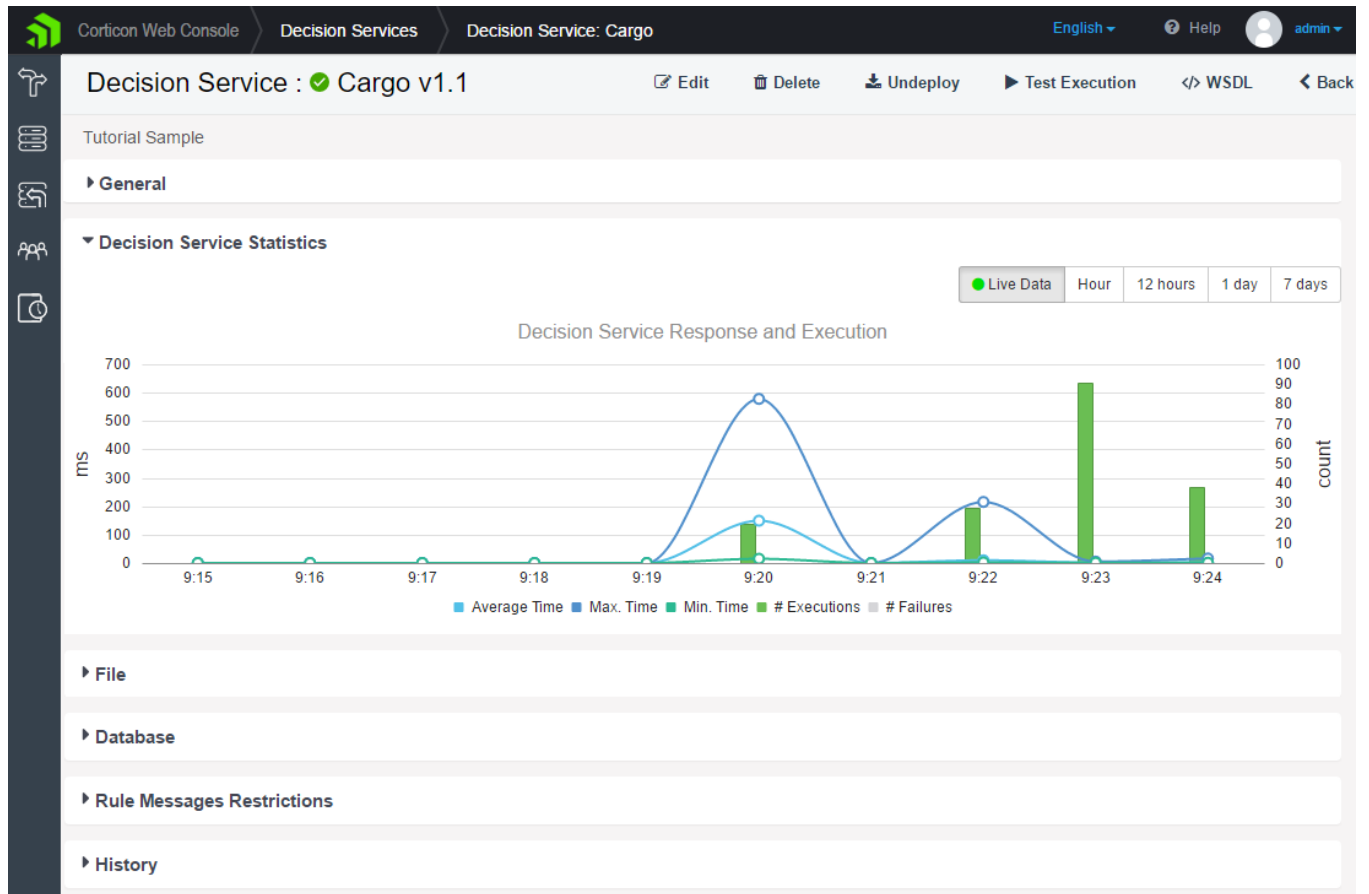 Corticon Web Console Decision Services Decision Service: Cargo English Help admin
Decision Service : Cargo v1.1 Edit Delete Undeploy Test Execution </> WSDL Back
Tutorial Sample
General
Decision Service Statistics
Live Data Hour 12 hours 1 day 7 days
Decision Service Response and Execution
700 100
600 90
80
500 70
400 60
ms 300 50 count
40
200 30
100 20
10
0 0
9:15 9:16 9:17 9:18 9:19 9:20 9:21 9:22 9:23 9:24
Average Time Max. Time Min. Time # Executions # Failures
File
Database
Rule Messages Restrictions
History